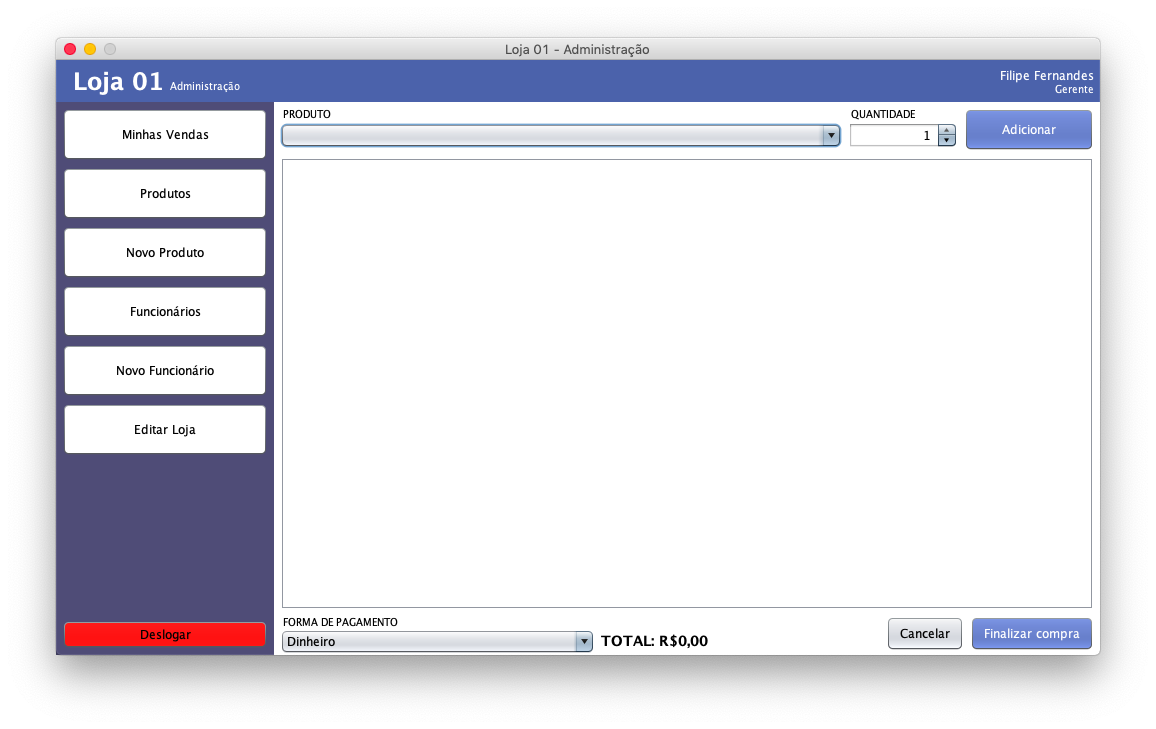 Loja 01 - Administração
Loja 01 Administração
Filipe Fernandes
Gerente
Minhas Vendas
Produtos
Novo Produto
Funcionários
Novo Funcionário
Editar Loja
Deslogar
PRODUTO
QUANTIDADE
1
Adicionar
FORMA DE PAGAMENTO
Dinheiro
TOTAL: R$0,00
Cancelar
Finalizar compra